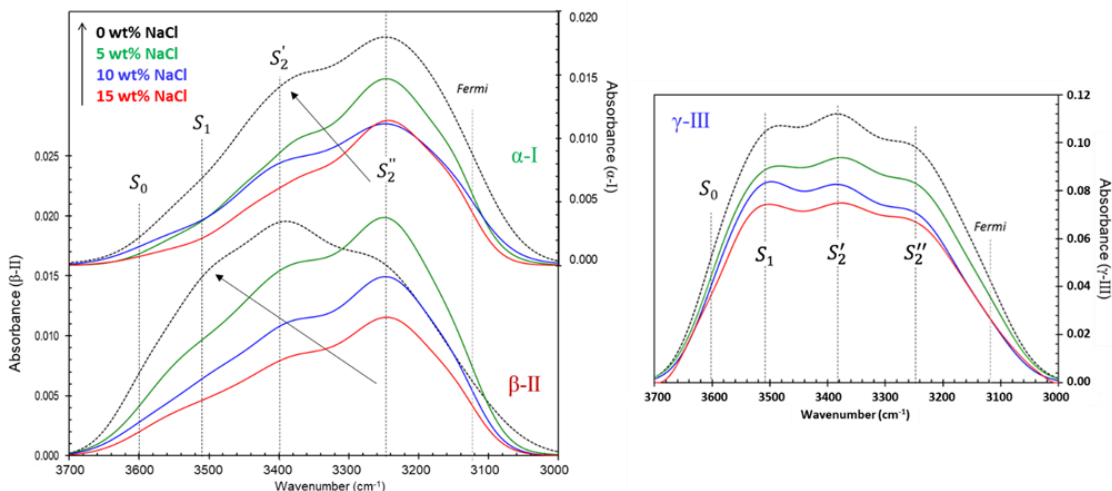 0 wt% NaCl
5 wt% NaCl
10 wt% NaCl
15 wt% NaCl
S₀
S₁
S₂′
S₂′′
Fermi
α-I
β-II
0.020
0.015
0.010
0.005
0.000
Absorbance (α-I)
0.025
0.020
0.015
0.010
0.005
0.000
Absorbance (β-II)
3700 3600 3500 3400 3300 3200 3100 3000
Wavenumber (cm⁻¹)
γ-III
S₀
S₁
S₂′
S₂′′
Fermi
0.12
0.10
0.08
0.06
0.04
0.02
0.00
Absorbance (γ-III)
3700 3600 3500 3400 3300 3200 3100 3000
Wavenumber (cm⁻¹)